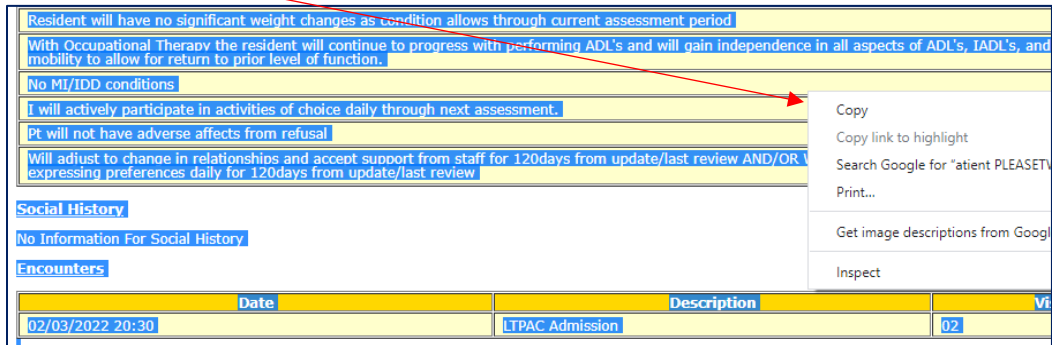 Resident will have no significant weight changes as condition allows through current assessment period
With Occupational Therapy the resident will continue to progress with performing ADL's and will gain independence in all aspects of ADL's, IADL's, and
mobility to allow for return to prior level of function.
No MI/IDD conditions
I will actively participate in activities of choice daily through next assessment.
Pt will not have adverse affects from refusal
Will adjust to change in relationships and accept support from staff for 120days from update/last review AND/OR
expressing preferences daily for 120days from update/last review
Copy
Copy link to highlight
Search Google for "atient PLEASETV
Print...
Get image descriptions from Googl
Inspect
Social History
No Information For Social History
Encounters
Date Description Vi
02/03/2022 20:30 LTPAC Admission 02